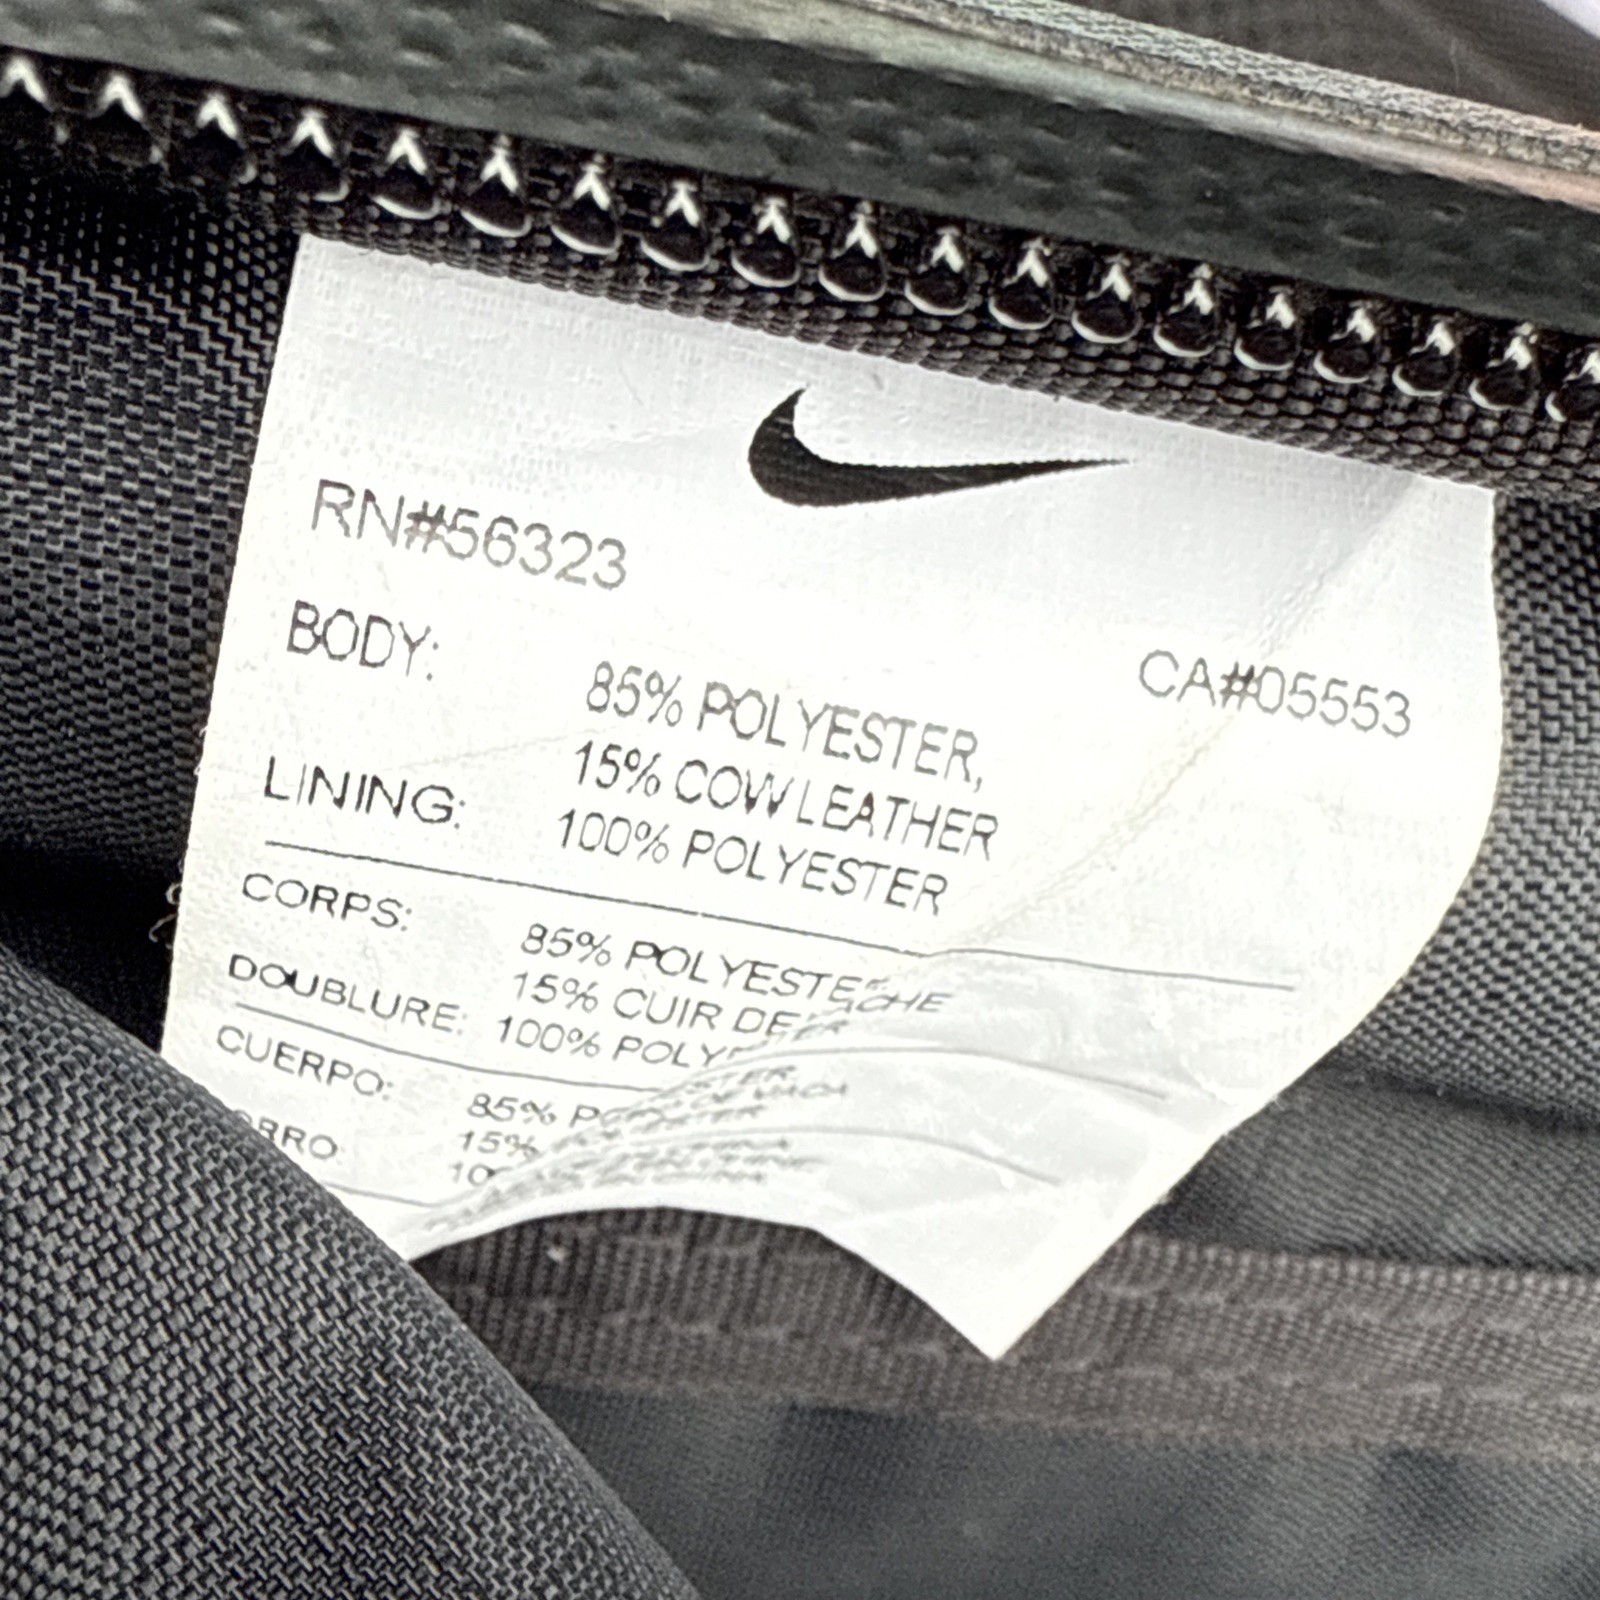 RN#56323
CA#05553
BODY: 85% POLYESTER,
15% COW LEATHER
LINING: 100% POLYESTER
CORPS: 85% POLYESTER
15% CUIR DE
DOUBLURE: 100%
CUERPO: 85%
15%